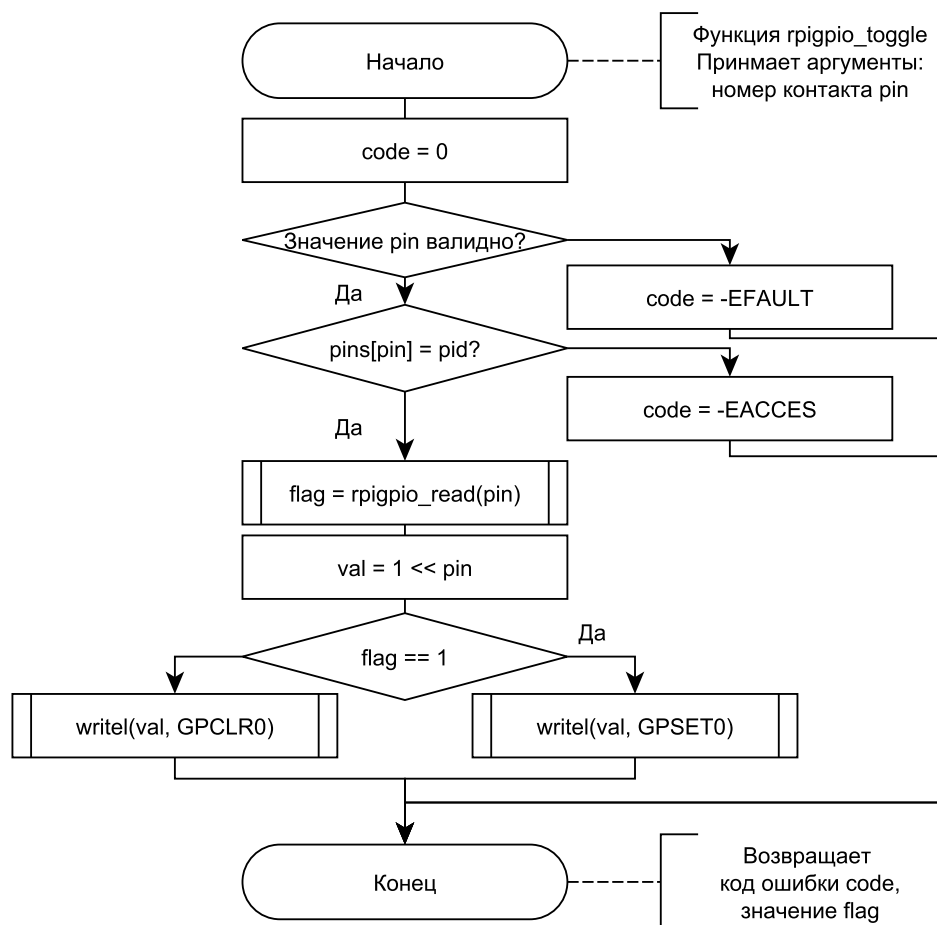 Начало
Функция rpigpio_toggle
Принмает аргументы:
номер контакта pin
code = 0
Значение pin валидно?
Да
code = -EFAULT
pins[pin] = pid?
Да
code = -EACCES
flag = rpigpio_read(pin)
val = 1 << pin
flag == 1
Да
writel(val, GPCLR0)
writel(val, GPSET0)
Конец
Возвращает
код ошибки code,
значение flag